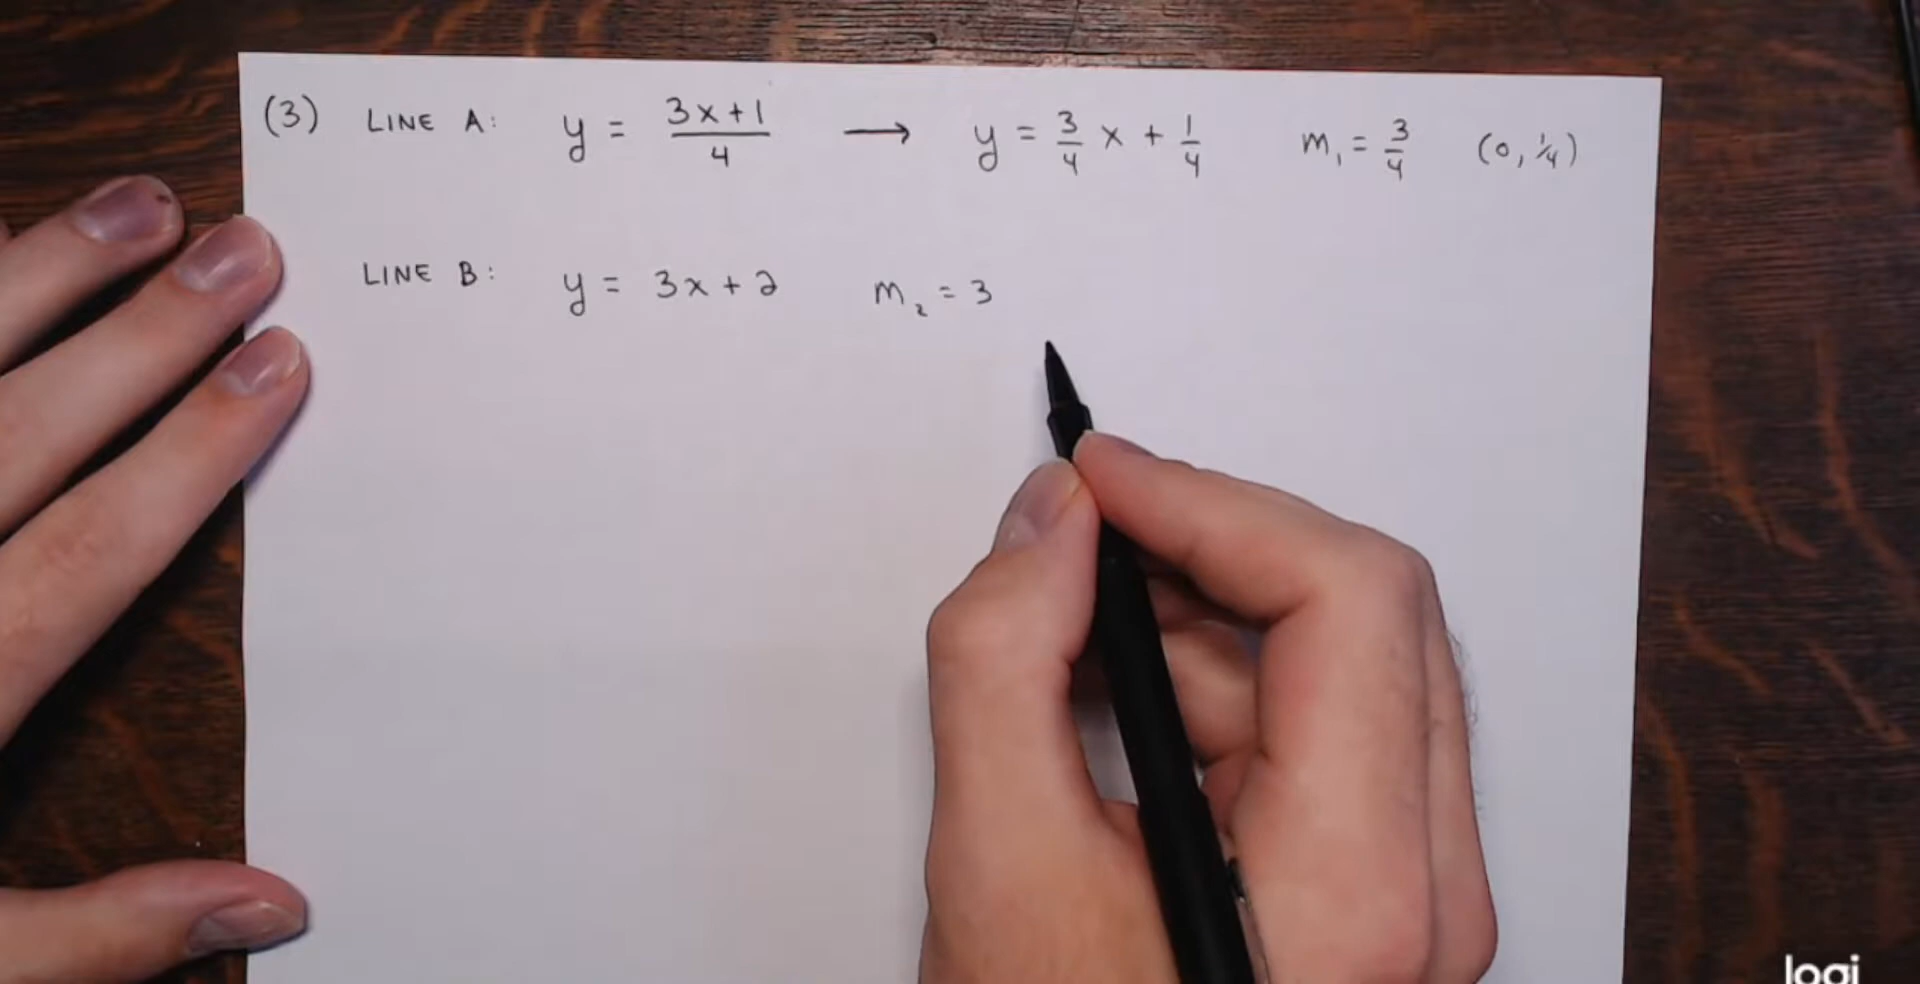 (3) LINE A: y = (3x+1)/4 → y = 3/4 x + 1/4 m₁ = 3/4 (0, 1/4)
LINE B: y = 3x+2 m₂ = 3
logi